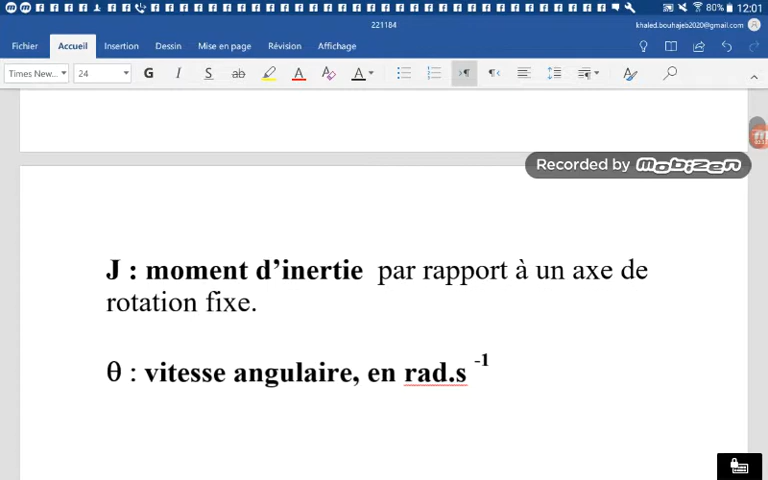 80% 12:01
221184
khaled.bouhajeb2020@gmail.com
Fichier Accueil Insertion Dessin Mise en page Révision Affichage
Times New... 24 G I S ab A A
Recorded by mobizen
J : moment d’inertie par rapport à un axe de
rotation fixe.
θ : vitesse angulaire, en rad.s -1